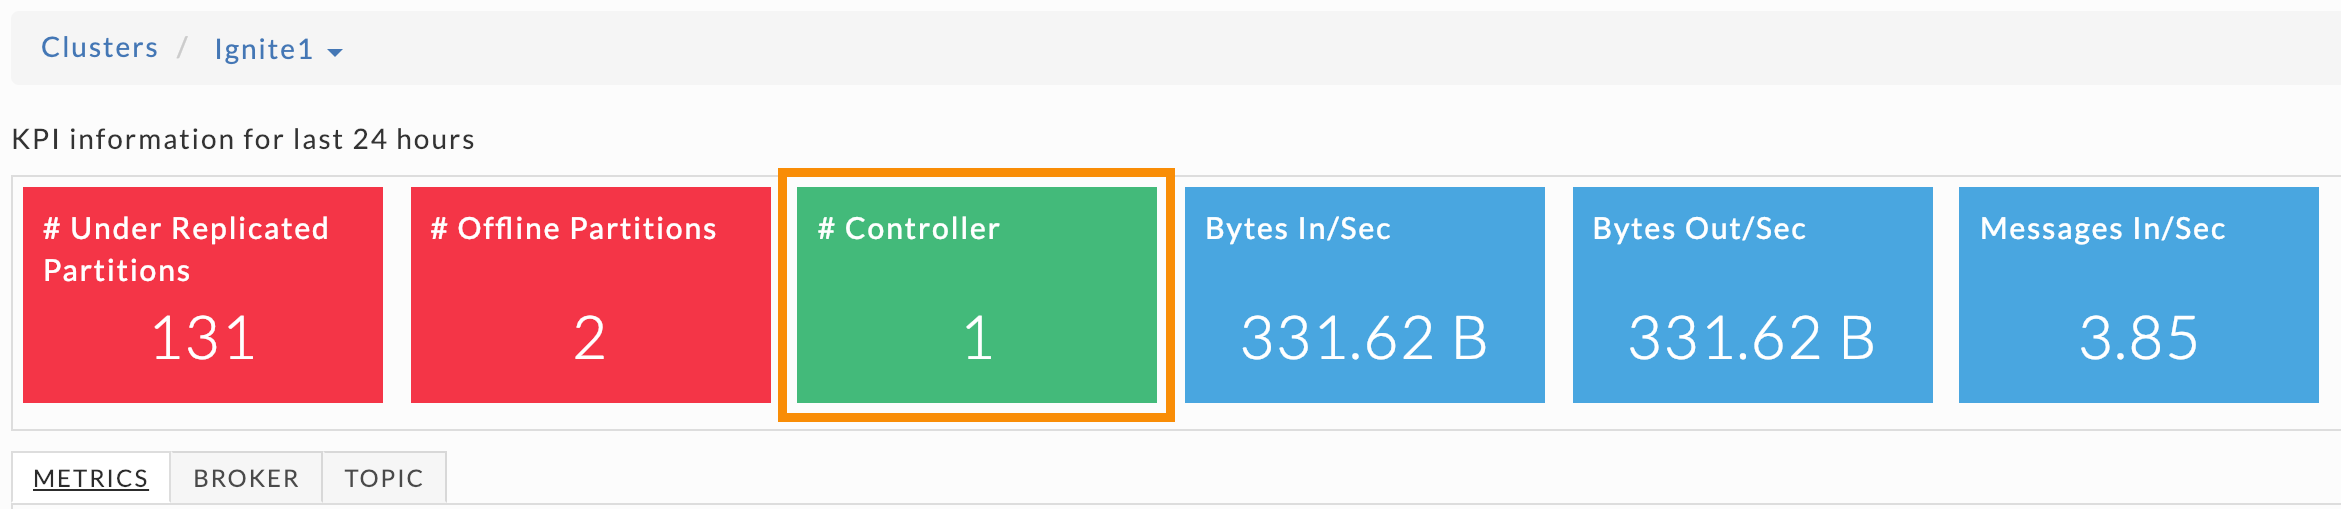 Clusters / Ignite1
KPI information for last 24 hours
# Under Replicated
Partitions
131
# Offline Partitions
2
# Controller
1
Bytes In/Sec
331.62 B
Bytes Out/Sec
331.62 B
Messages In/Sec
3.85
METRICS BROKER TOPIC